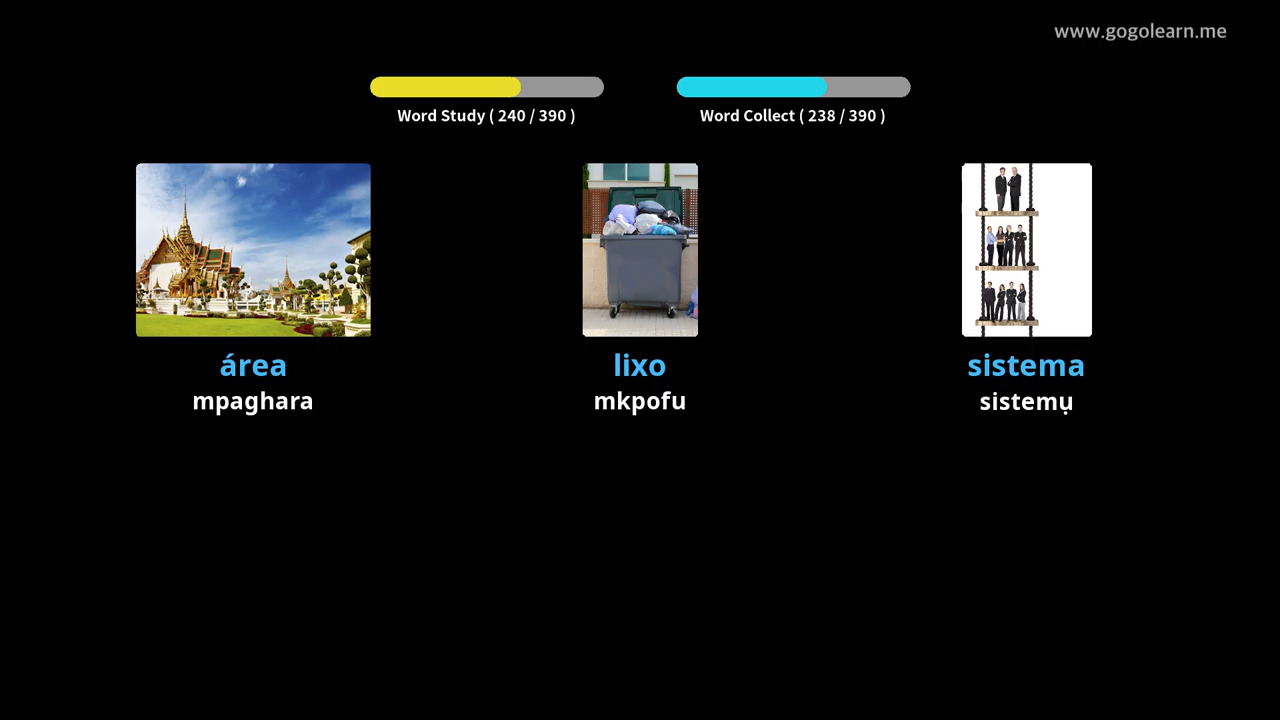 www.gogolearn.me
Word Study ( 240 / 390 )
Word Collect ( 238 / 390 )
área
mpaghara
lixo
mkpofu
sistema
sistemụ